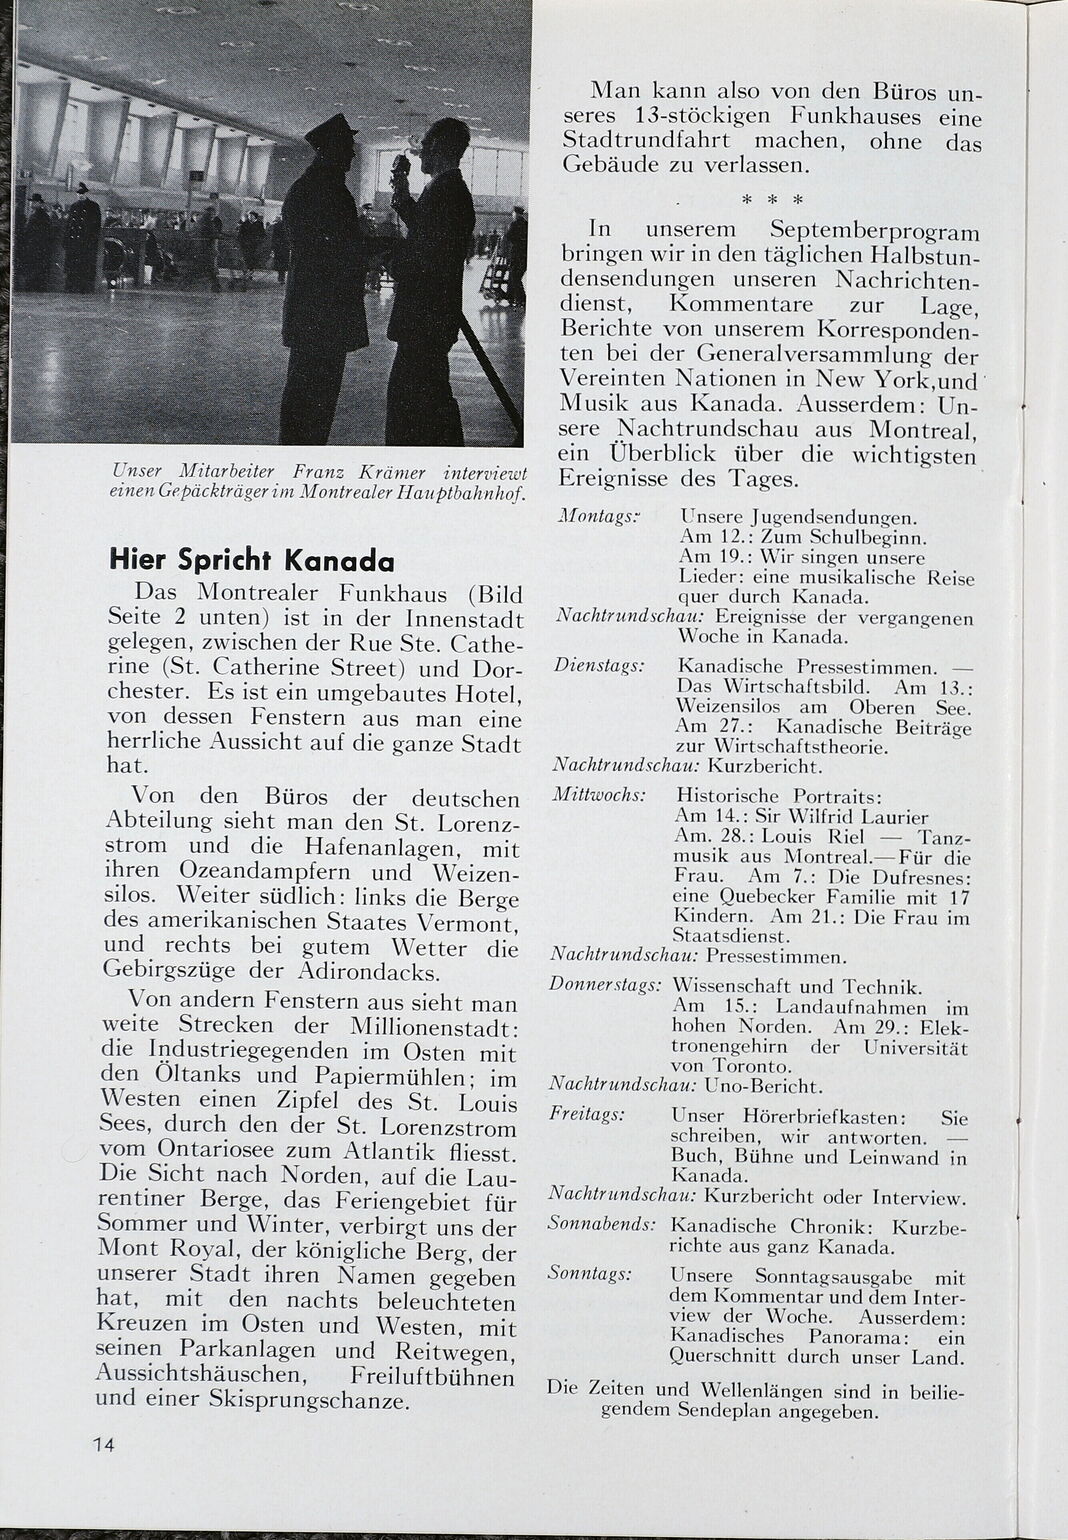 Unser Mitarbeiter Franz Krämer interviewt
einen Gepäckträger im Montrealer Hauptbahnhof.
Hier Spricht Kanada
Das Montrealer Funkhaus (Bild
Seite 2 unten) ist in der Innenstadt
gelegen, zwischen der Rue Ste. Cathe-
rine (St. Catherine Street) und Dor-
chester. Es ist ein umgebautes Hotel,
von dessen Fenstern aus man eine
herrliche Aussicht auf die ganze Stadt
hat.
Von den Büros der deutschen
Abteilung sieht man den St. Lorenz-
strom und die Hafenanlagen, mit
ihren Ozeandampfern und Weizen-
silos. Weiter südlich: links die Berge
des amerikanischen Staates Vermont,
und rechts bei gutem Wetter die
Gebirgszüge der Adirondacks.
Von andern Fenstern aus sieht man
weite Strecken der Millionenstadt:
die Industriegegenden im Osten mit
den Öltanks und Papiermühlen; im
Westen einen Zipfel des St. Louis
Sees, durch den der St. Lorenzstrom
vom Ontariosee zum Atlantik fliesst.
Die Sicht nach Norden, auf die Lau-
rentiner Berge, das Feriengebiet für
Sommer und Winter, verbirgt uns der
Mont Royal, der königliche Berg, der
unserer Stadt ihren Namen gegeben
hat, mit den nachts beleuchteten
Kreuzen im Osten und Westen, mit
seinen Parkanlagen und Reitwegen,
Aussichtshäuschen, Freiluftbühnen
und einer Skisprungschanze.
14
Man kann also von den Büros un-
seres 13-stöckigen Funkhauses eine
Stadtrundfahrt machen, ohne das
Gebäude zu verlassen.
* * *
In unserem Septemberprogram
bringen wir in den täglichen Halbstun-
densendungen unseren Nachrichten-
dienst, Kommentare zur Lage,
Berichte von unserem Korresponden-
ten bei der Generalversammlung der
Vereinten Nationen in New York,und
Musik aus Kanada. Ausserdem: Un-
sere Nachtrundschau aus Montreal,
ein Überblick über die wichtigsten
Ereignisse des Tages.
Montags: Unsere Jugendsendungen.
Am 12.: Zum Schulbeginn.
Am 19.: Wir singen unsere
Lieder: eine musikalische Reise
quer durch Kanada.
Nachtrundschau: Ereignisse der vergangenen
Woche in Kanada.
Dienstags: Kanadische Pressestimmen. —
Das Wirtschaftsbild. Am 13.:
Weizensilos am Oberen See.
Am 27.: Kanadische Beiträge
zur Wirtschaftstheorie.
Nachtrundschau: Kurzbericht.
Mittwochs: Historische Portraits:
Am 14.: Sir Wilfrid Laurier
Am. 28.: Louis Riel — Tanz-
musik aus Montreal.—Für die
Frau. Am 7.: Die Dufresnes:
eine Quebecker Familie mit 17
Kindern. Am 21.: Die Frau im
Staatsdienst.
Nachtrundschau: Pressestimmen.
Donnerstags: Wissenschaft und Technik.
Am 15.: Landaufnahmen im
hohen Norden. Am 29.: Elek-
tronengehirn der Universität
von Toronto.
Nachtrundschau: Uno-Bericht.
Freitags: Unser Hörerbriefkasten: Sie
schreiben, wir antworten. —
Buch, Bühne und Leinwand in
Kanada.
Nachtrundschau: Kurzbericht oder Interview.
Sonnabends: Kanadische Chronik: Kurzbe-
richte aus ganz Kanada.
Sonntags: Unsere Sonntagsausgabe mit
dem Kommentar und dem Inter-
view der Woche. Ausserdem:
Kanadisches Panorama: ein
Querschnitt durch unser Land.
Die Zeiten und Wellenlängen sind in beilie-
gendem Sendeplan angegeben.